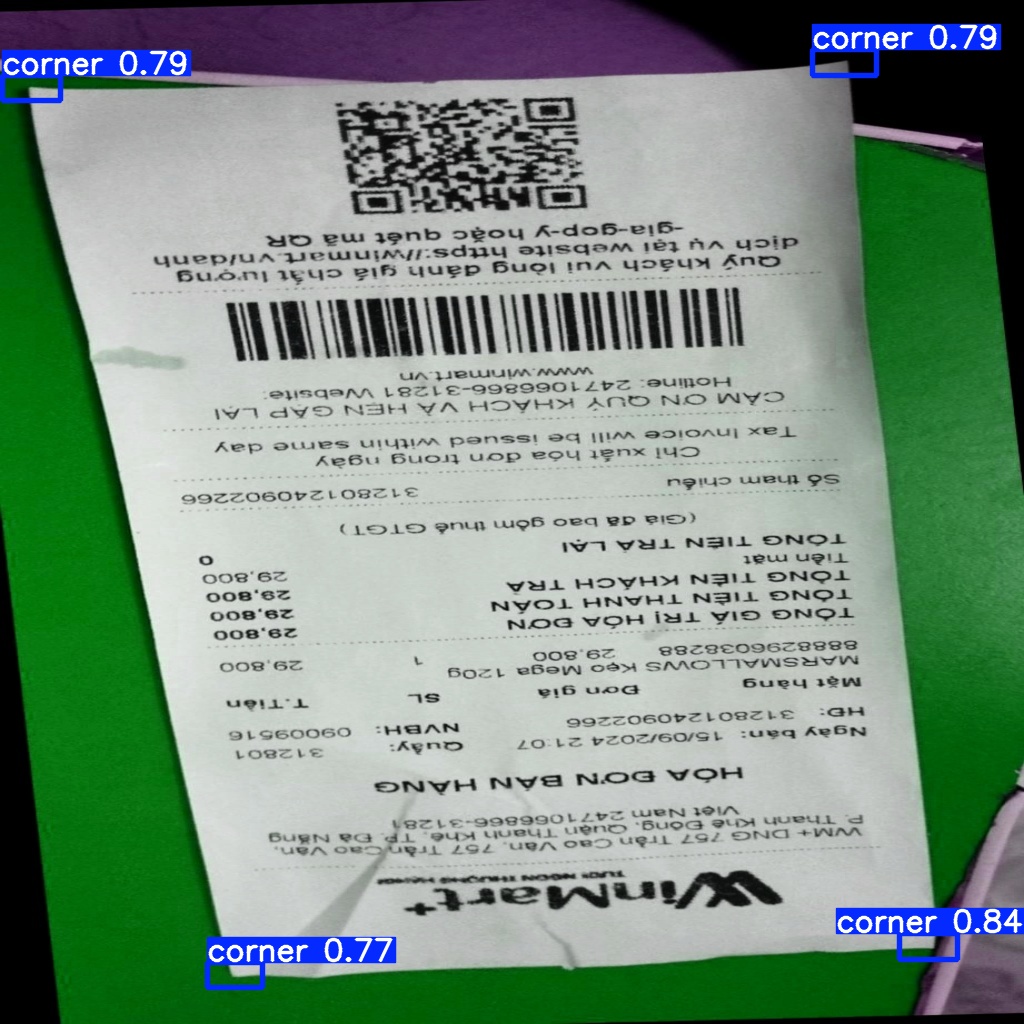 corner 0.79
corner 0.79
WinMart+
TƯƠI NGON THƯỢNG HẠNG
WM+ DNG 757 Trần Cao Vân, 757 Trần Cao Vân,
P. Thanh Khê Đông, Quận Thanh Khê, TP. Đà Nẵng
Việt Nam 2471066866-31281
HÓA ĐƠN BÁN HÀNG
Ngày bán: 15/09/2024 21:07 Quầy: 312801
HĐ: 312801240902266 NVBH: 09009516
Mặt hàng Đơn giá SL T.Tiền
MARSMALLOWS Kẹo Mega 120g
8888296038288 29,800 1 29,800
TỔNG GIÁ TRỊ HÓA ĐƠN 29,800
TỔNG TIỀN THANH TOÁN 29,800
TỔNG TIỀN KHÁCH TRẢ 29,800
Tiền mặt 29,800
TỔNG TIỀN TRẢ LẠI 0
(Giá đã bao gồm thuế GTGT)
Số tham chiếu 312801240902266
Chỉ xuất hóa đơn trong ngày
Tax Invoice will be issued within same day
CẢM ƠN QUÝ KHÁCH VÀ HẸN GẶP LẠI
Hotline: 2471066866-31281 Website:
www.winmart.vn
Quý khách vui lòng đánh giá chất lượng
dịch vụ tại website https://winmart.vn/danh
-gia-gop-y hoặc quét mã QR
corner 0.77
corner 0.84